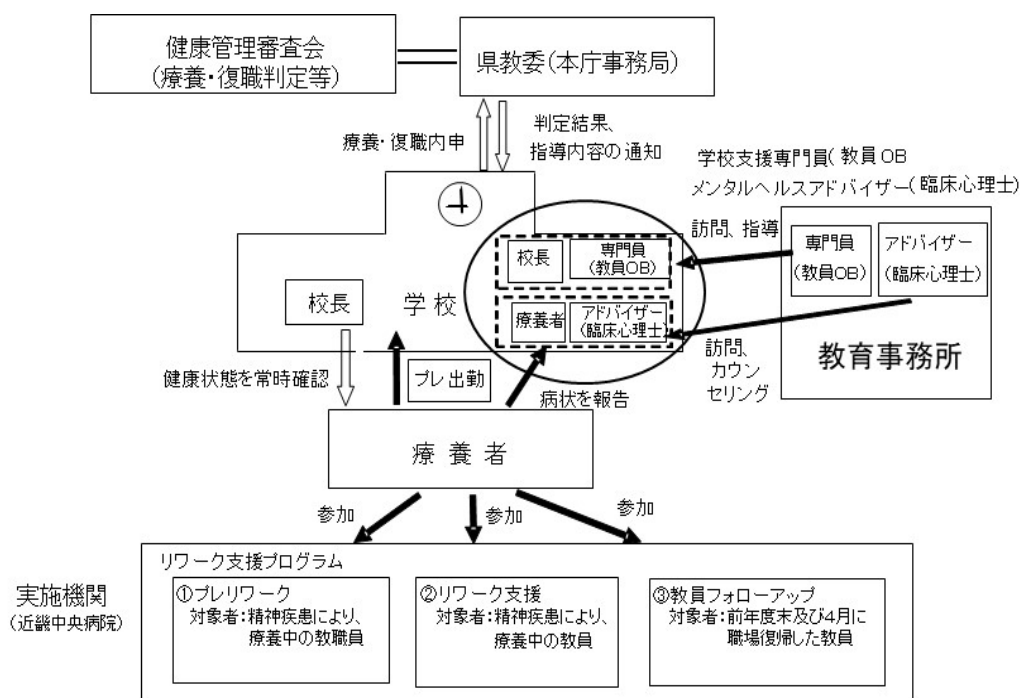 健康管理審査会
(療養・復職判定等)
県教委(本庁事務局)
療養・復職内申
判定結果、
指導内容の通知
学校支援専門員(教員OB
メンタルヘルスアドバイザー(臨床心理士)
訪問、指導
専門員
(教員OB)
アドバイザー
(臨床心理士)
校長
専門員
(教員OB)
校長
学校
療養者
アドバイザー
(臨床心理士)
訪問、
カウン
セリング
教育事務所
健康状態を常時確認
プレ出勤
病状を報告
療養者
参加
参加
参加
リワーク支援プログラム
実施機関
(近畿中央病院)
①プレリワーク
対象者:精神疾患により、
療養中の教職員
②リワーク支援
対象者:精神疾患により、
療養中の教員
③教員フォローアップ
対象者:前年度末及び4月に
職場復帰した教員